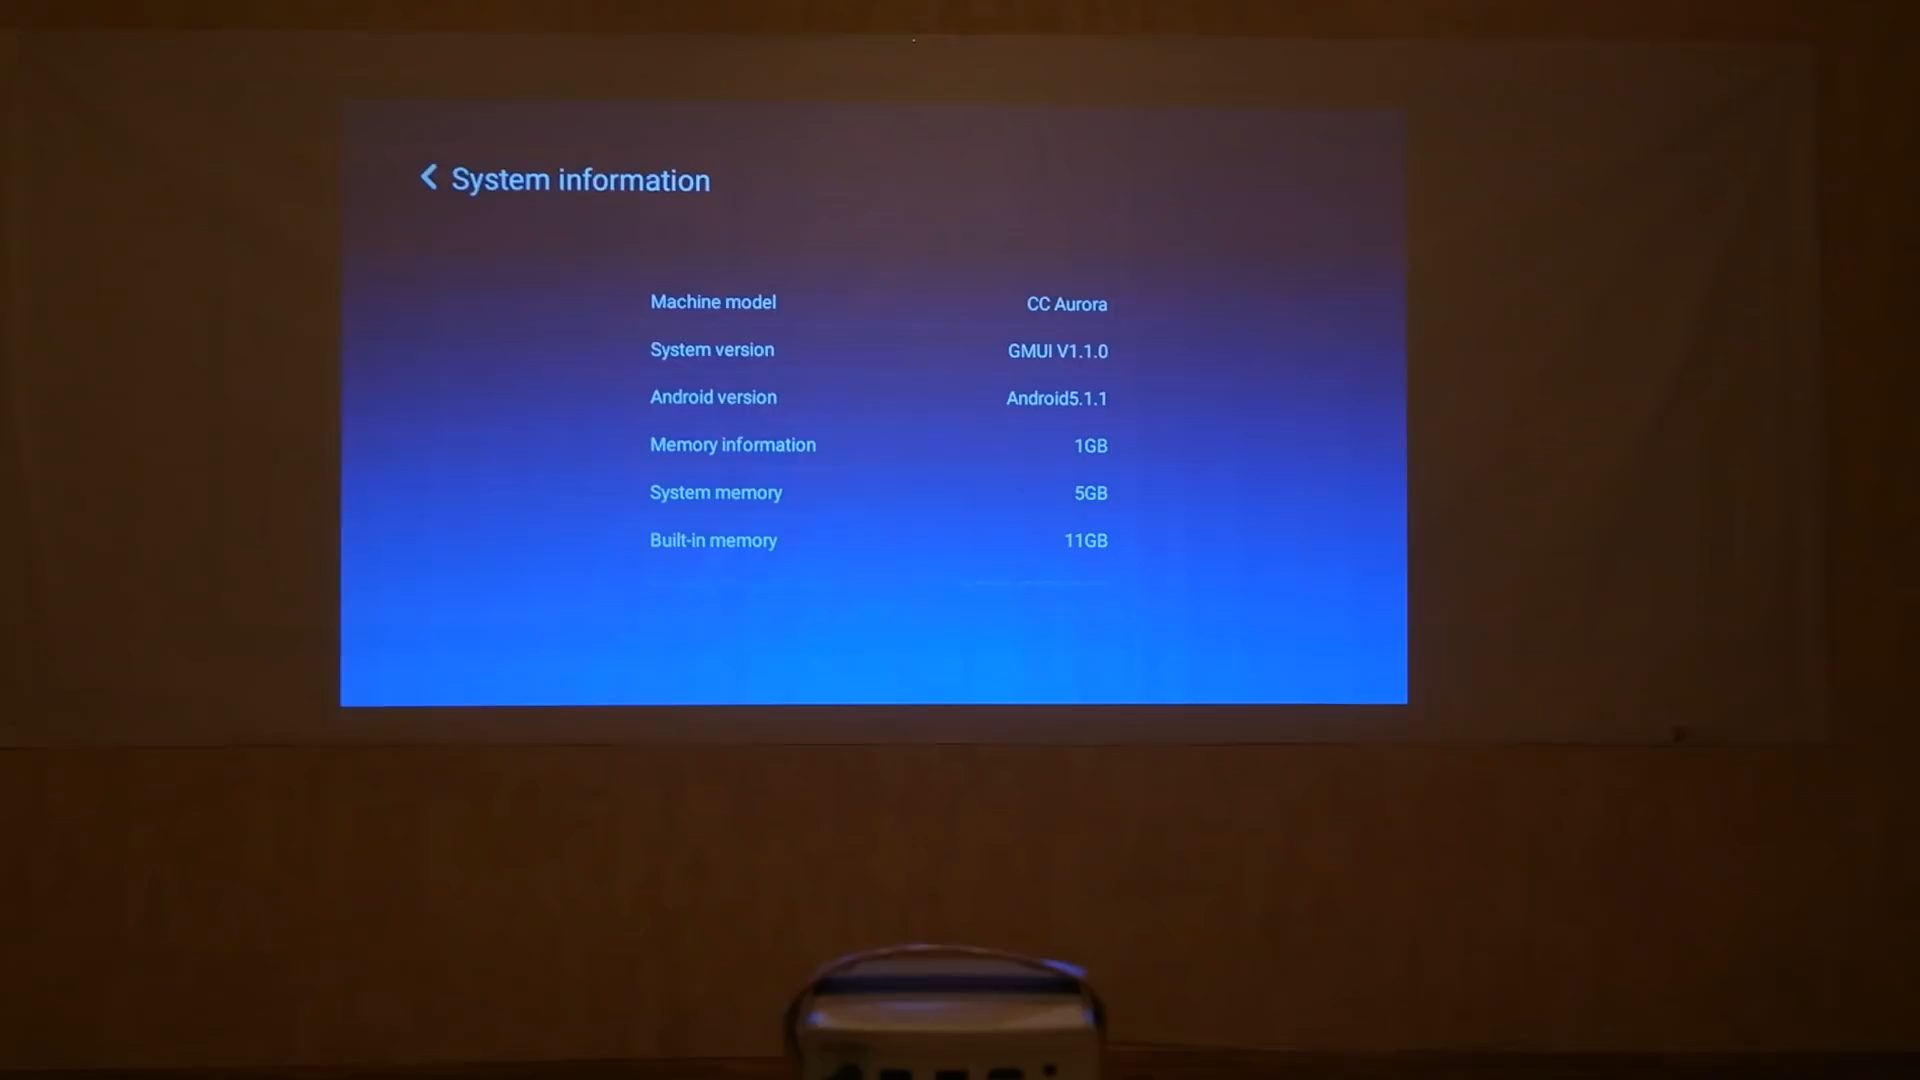 System information
Machine model CC Aurora
System version GMUI V1.1.0
Android version Android5.1.1
Memory information 1GB
System memory 5GB
Built-in memory 11GB